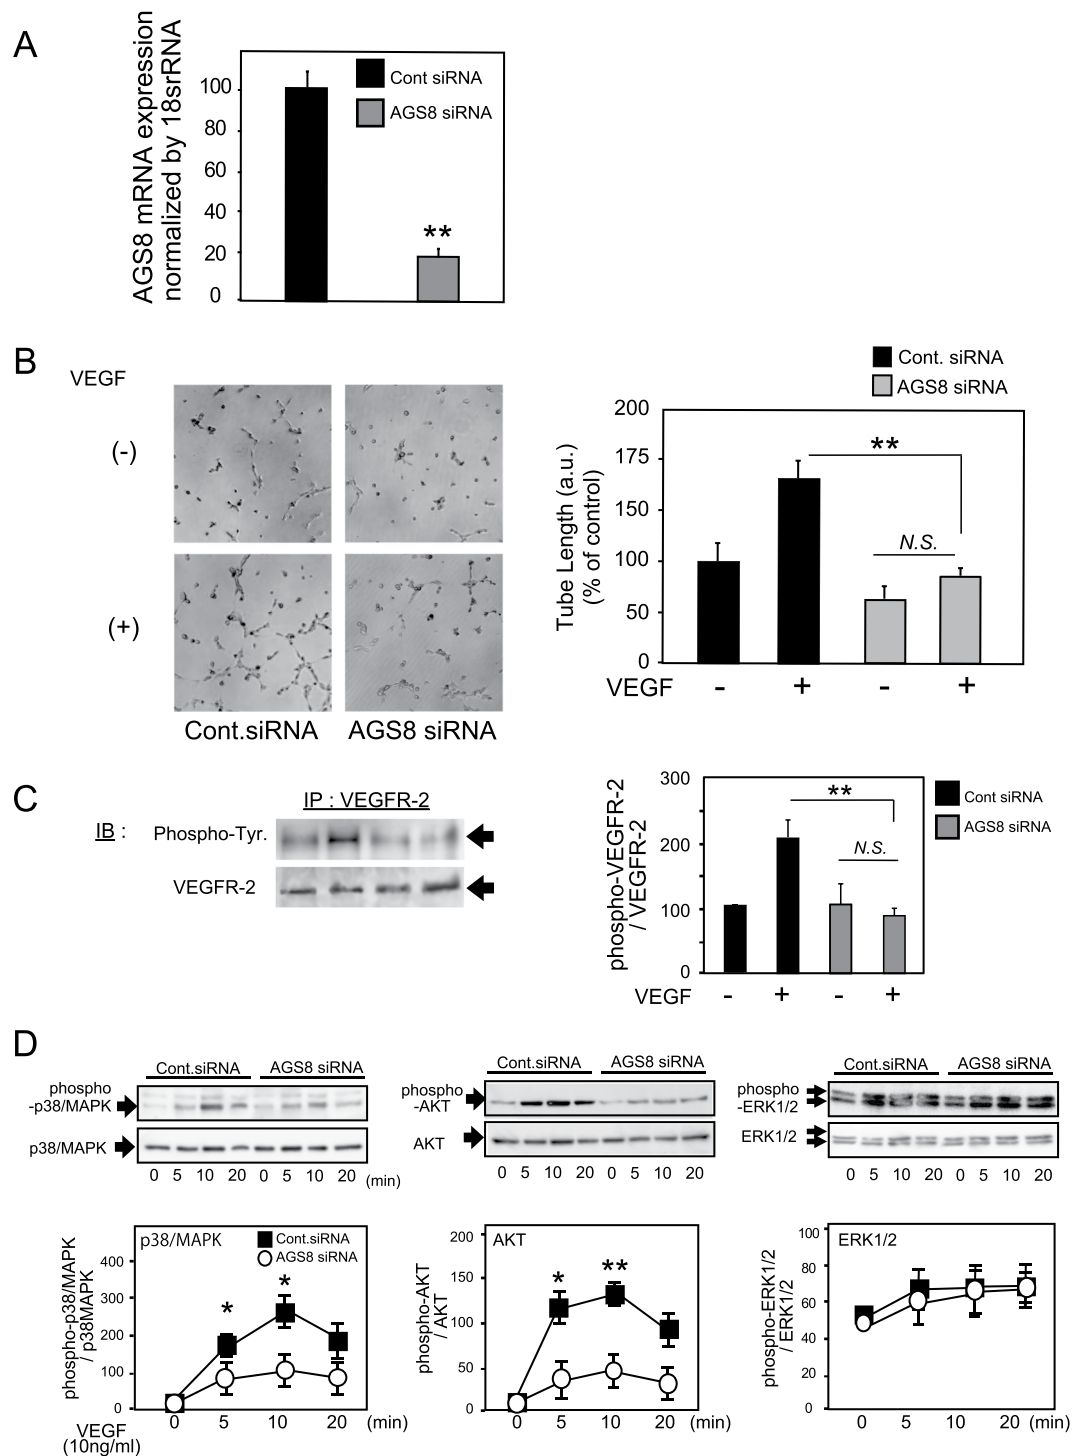 A
AGS8 mRNA expression
normalized by 18srRNA
100
80
60
40
20
0
Cont siRNA
AGS8 siRNA
**
B
VEGF
(-)
(+)
Cont.siRNA
AGS8 siRNA
Cont. siRNA
AGS8 siRNA
Tube Length (a.u.)
(% of control)
200
175
150
100
50
0
**
N.S.
VEGF - + - +
C
IP : VEGFR-2
IB : Phospho-Tyr.
VEGFR-2
phospho-VEGFR-2
/ VEGFR-2
300
200
100
0
**
N.S.
Cont siRNA
AGS8 siRNA
VEGF - + - +
D
Cont.siRNA AGS8 siRNA
phospho
-p38/MAPK
p38/MAPK
0 5 10 20 0 5 10 20 (min)
Cont.siRNA AGS8 siRNA
phospho
-AKT
AKT
0 5 10 20 0 5 10 20
Cont.siRNA AGS8 siRNA
phospho
-ERK1/2
ERK1/2
0 5 10 20 0 5 10 20
phospho-p38/MAPK
/ p38MAPK
p38/MAPK
Cont.siRNA
AGS8 siRNA
400
300
200
100
0
*
*
0 5 10 20 (min)
VEGF
(10ng/ml)
phospho-AKT
/ AKT
AKT
200
150
100
50
0
*
**
0 5 10 20 (min)
phospho-ERK1/2
/ ERK1/2
ERK1/2
100
80
60
40
20
0
0 5 10 20 (min)